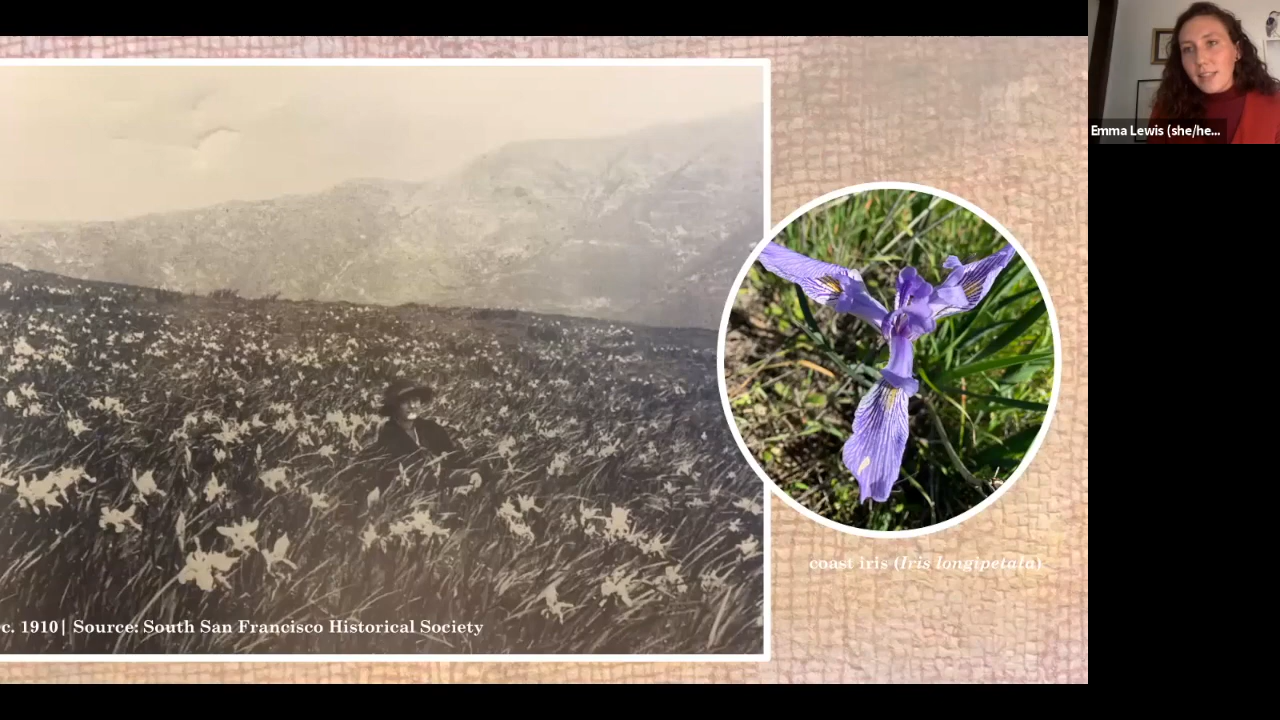 Emma Lewis (she/he...
coast iris (Iris longipetala)
c. 1910| Source: South San Francisco Historical Society